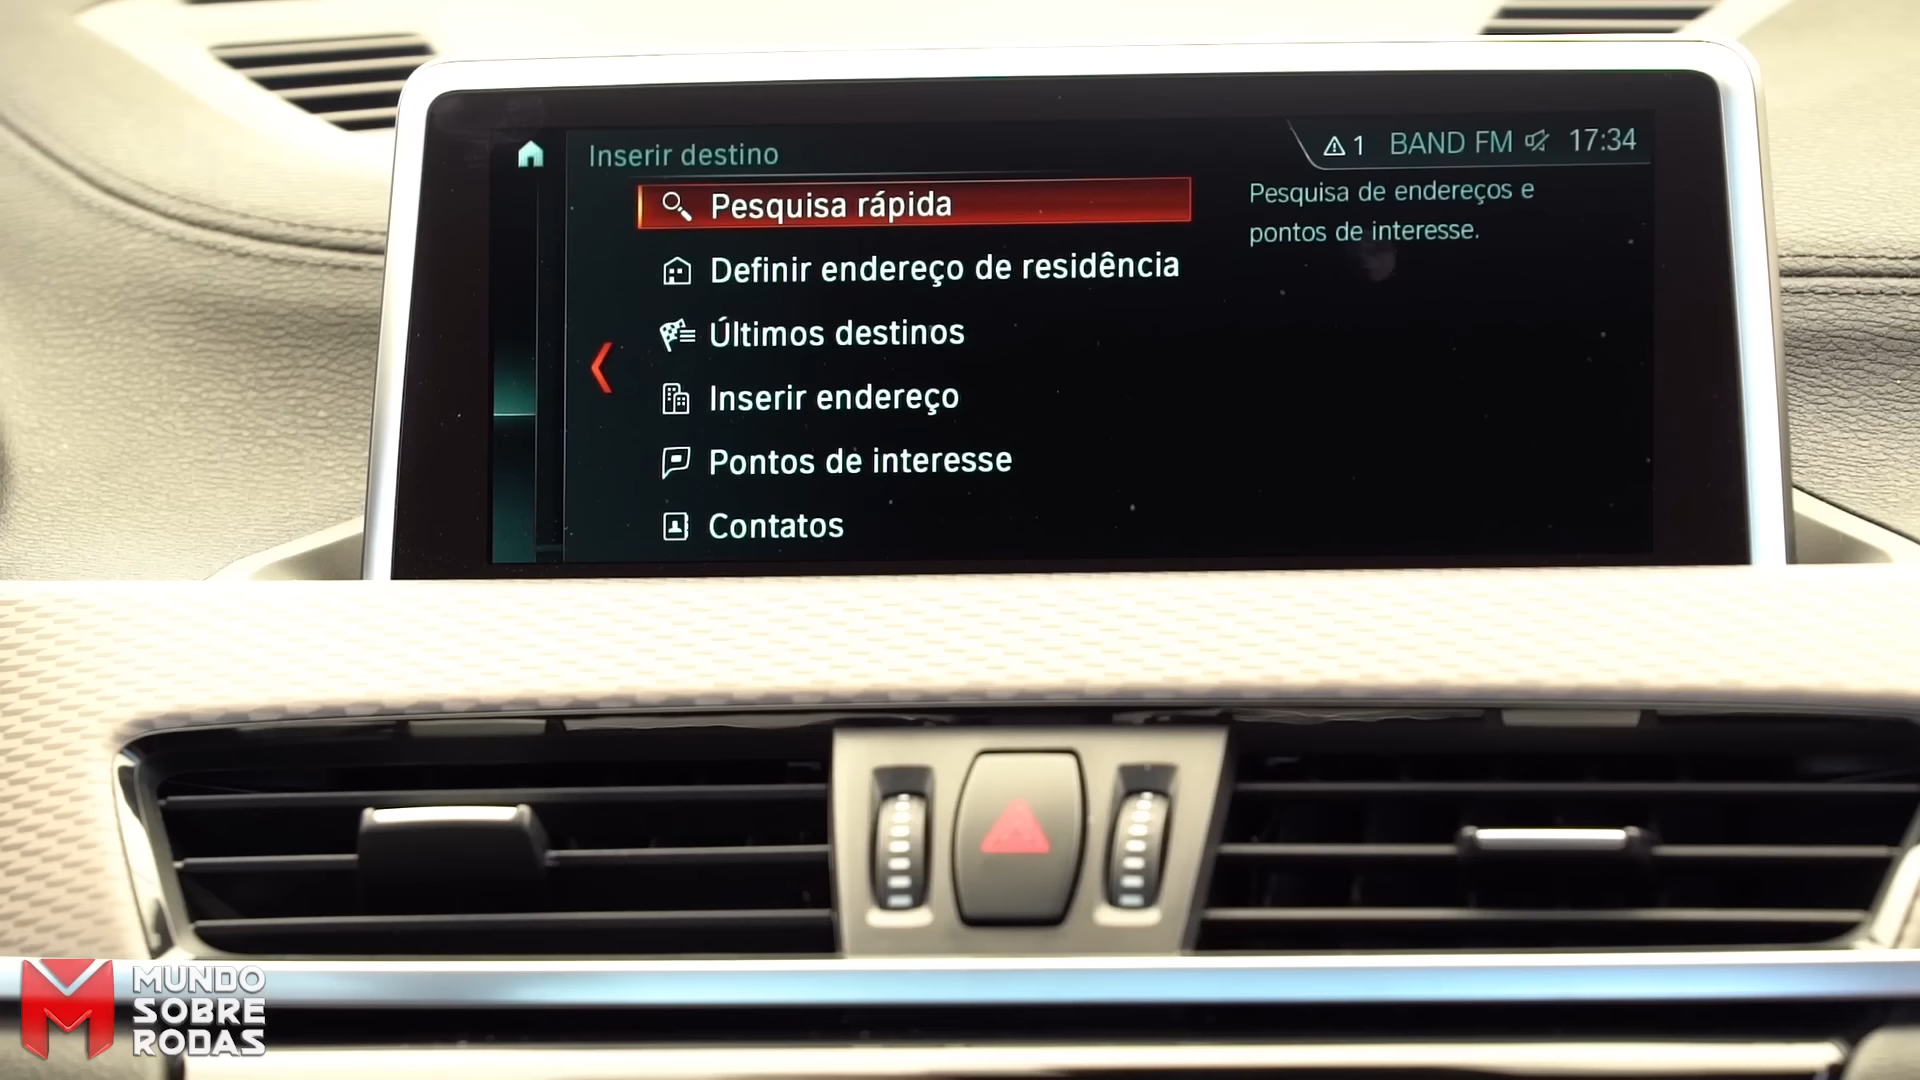 Inserir destino
1 BAND FM 17:34
Pesquisa rápida
Definir endereço de residência
Últimos destinos
Inserir endereço
Pontos de interesse
Contatos
Pesquisa de endereços e
pontos de interesse.
MUNDO
SOBRE
RODAS